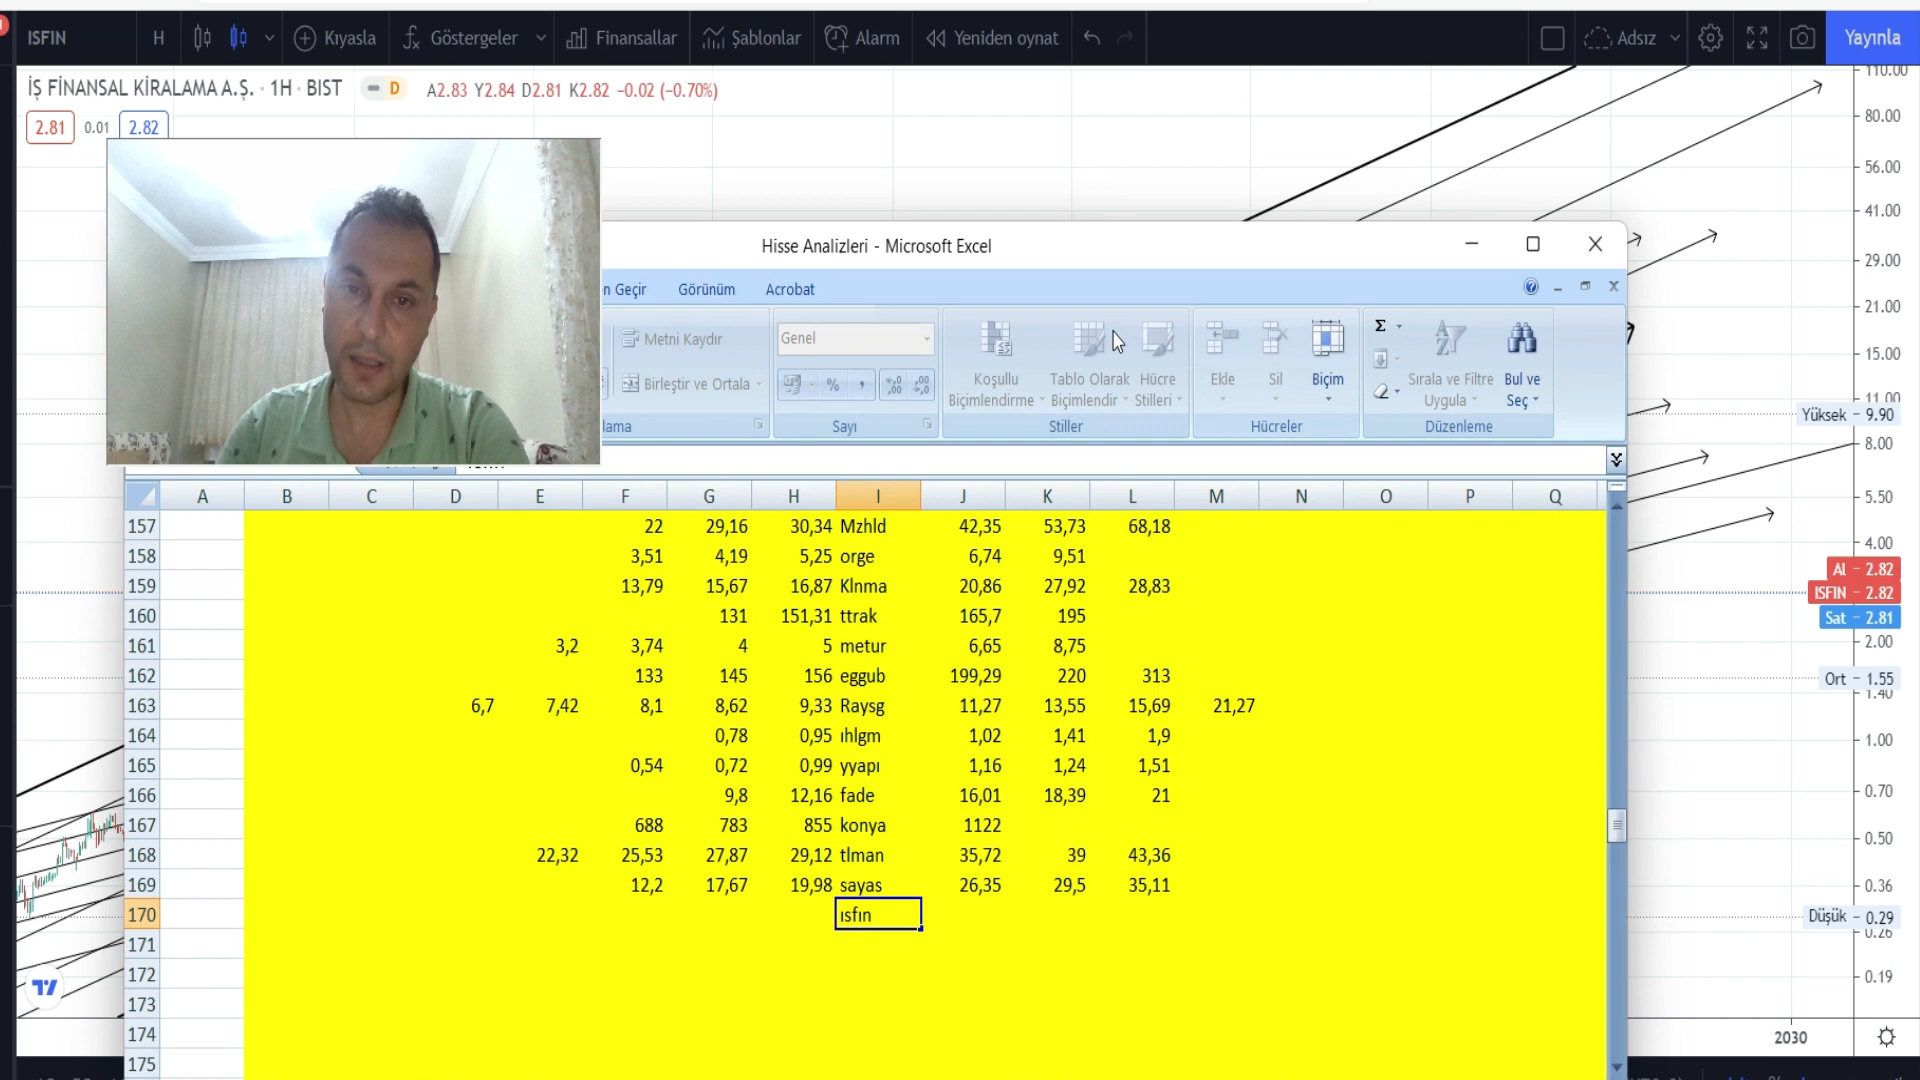 ISFIN H Kıyasla Göstergeler Finansallar Şablonlar Alarm Yeniden oynat Adsız Yayınla
İŞ FİNANSAL KİRALAMA A.Ş. · 1H · BIST D A2.83 Y2.84 D2.81 K2.82 −0.02 (−0.70%)
2.81 0.01 2.82
110.00
80.00
56.00
41.00
29.00
21.00
15.00
11.00
Yüksek 9.90
8.00
5.50
4.00
Al 2.82
ISFIN 2.82
Sat 2.81
2.00
Ort 1.55
1.40
1.00
0.70
0.50
0.36
Düşük 0.29
0.26
0.19
2030
Hisse Analizleri - Microsoft Excel
n Geçir Görünüm Acrobat
Metni Kaydır Genel
Birleştir ve Ortala % ,
Koşullu Biçimlendirme Tablo Olarak Biçimlendir Hücre Stilleri
Ekle Sil Biçim
Σ Sırala ve Filtre Uygula Bul ve Seç
lama Sayı Stiller Hücreler Düzenleme
A B C D E F G H I J K L M N O P Q
157 22 29,16 30,34 Mzhld 42,35 53,73 68,18
158 3,51 4,19 5,25 orge 6,74 9,51
159 13,79 15,67 16,87 Klnma 20,86 27,92 28,83
160 131 151,31 ttrak 165,7 195
161 3,2 3,74 4 5 metur 6,65 8,75
162 133 145 156 eggub 199,29 220 313
163 6,7 7,42 8,1 8,62 9,33 Raysg 11,27 13,55 15,69 21,27
164 0,78 0,95 ıhlgm 1,02 1,41 1,9
165 0,54 0,72 0,99 yyapı 1,16 1,24 1,51
166 9,8 12,16 fade 16,01 18,39 21
167 688 783 855 konya 1122
168 22,32 25,53 27,87 29,12 tlman 35,72 39 43,36
169 12,2 17,67 19,98 sayas 26,35 29,5 35,11
170 ısfın
171
172
173
174
175